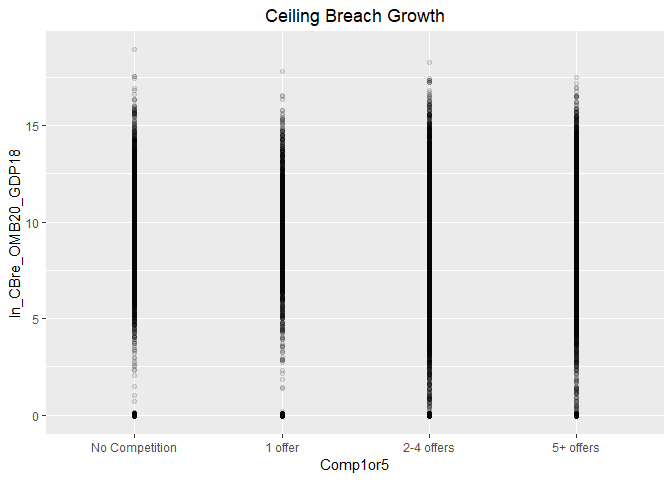 Ceiling Breach Growth
ln_CBre_OMB20_GDP18
15
10
5
0
No Competition 1 offer 2-4 offers 5+ offers
Comp1or5